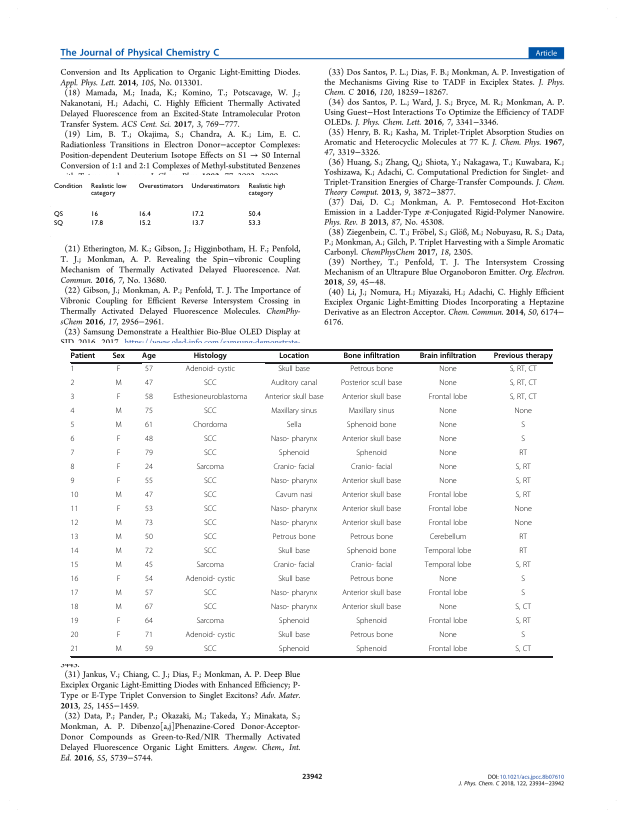 The Journal of Physical Chemistry C
Article
Conversion and Its Application to Organic Light-Emitting Diodes.
Appl. Phys. Lett. 2014, 105, No. 013301.
(18) Mamada, M.; Inada, K.; Komino, T.; Potscavage, W. J.;
Nakanotani, H.; Adachi, C. Highly Efficient Thermally Activated
Delayed Fluorescence from an Excited-State Intramolecular Proton
Transfer System. ACS Cent. Sci. 2017, 3, 769−777.
(19) Lim, B. T.; Okajima, S.; Chandra, A. K.; Lim, E. C.
Radiationless Transitions in Electron Donor−acceptor Complexes:
Position-dependent Deuterium Isotope Effects on S1 → S0 Internal
Conversion of 1:1 and 2:1 Complexes of Methyl-substituted Benzenes
Condition Realistic low category Overestimators Underestimators Realistic high category
QS 16 16.4 17.2 50.4
SQ 17.8 15.2 13.7 53.3
(21) Etherington, M. K.; Gibson, J.; Higginbotham, H. F.; Penfold,
T. J.; Monkman, A. P. Revealing the Spin−vibronic Coupling
Mechanism of Thermally Activated Delayed Fluorescence. Nat.
Commun. 2016, 7, No. 13680.
(22) Gibson, J.; Monkman, A. P.; Penfold, T. J. The Importance of
Vibronic Coupling for Efficient Reverse Intersystem Crossing in
Thermally Activated Delayed Fluorescence Molecules. ChemPhy-
sChem 2016, 17, 2956−2961.
(23) Samsung Demonstrate a Healthier Bio-Blue OLED Display at
SID 2016, 2017, https://www.oled-info.com/samsung-demonstrate-
(33) Dos Santos, P. L.; Dias, F. B.; Monkman, A. P. Investigation of
the Mechanisms Giving Rise to TADF in Exciplex States. J. Phys.
Chem. C 2016, 120, 18259−18267.
(34) dos Santos, P. L.; Ward, J. S.; Bryce, M. R.; Monkman, A. P.
Using Guest−Host Interactions To Optimize the Efficiency of TADF
OLEDs. J. Phys. Chem. Lett. 2016, 7, 3341−3346.
(35) Henry, B. R.; Kasha, M. Triplet-Triplet Absorption Studies on
Aromatic and Heterocyclic Molecules at 77 K. J. Chem. Phys. 1967,
47, 3319−3326.
(36) Huang, S.; Zhang, Q.; Shiota, Y.; Nakagawa, T.; Kuwabara, K.;
Yoshizawa, K.; Adachi, C. Computational Prediction for Singlet- and
Triplet-Transition Energies of Charge-Transfer Compounds. J. Chem.
Theory Comput. 2013, 9, 3872−3877.
(37) Dai, D. C.; Monkman, A. P. Femtosecond Hot-Exciton
Emission in a Ladder-Type π-Conjugated Rigid-Polymer Nanowire.
Phys. Rev. B 2013, 87, No. 45308.
(38) Ziegenbein, C. T.; Fröbel, S.; Glöß, M.; Nobuyasu, R. S.; Data,
P.; Monkman, A.; Gilch, P. Triplet Harvesting with a Simple Aromatic
Carbonyl. ChemPhysChem 2017, 18, 2305.
(39) Northey, T.; Penfold, T. J. The Intersystem Crossing
Mechanism of an Ultrapure Blue Organoboron Emitter. Org. Electron.
2018, 59, 45−48.
(40) Li, J.; Nomura, H.; Miyazaki, H.; Adachi, C. Highly Efficient
Exciplex Organic Light-Emitting Diodes Incorporating a Heptazine
Derivative as an Electron Acceptor. Chem. Commun. 2014, 50, 6174−
6176.
Patient Sex Age Histology Location Bone infiltration Brain infiltration Previous therapy
1 F 57 Adenoid- cystic Skull base Petrous bone None S, RT, CT
2 M 47 SCC Auditory canal Posterior scull base None S, RT, CT
3 F 58 Esthesioneuroblastoma Anterior skull base Anterior skull base Frontal lobe S, RT, CT
4 M 75 SCC Maxillary sinus Maxillary sinus None None
5 M 61 Chordoma Sella Sphenoid bone None S
6 F 48 SCC Naso- pharynx Anterior skull base None S
7 F 79 SCC Sphenoid Sphenoid None RT
8 F 24 Sarcoma Cranio- facial Cranio- facial None S, RT
9 F 55 SCC Naso- pharynx Anterior skull base None S, RT
10 M 47 SCC Cavum nasi Anterior skull base Frontal lobe S, RT
11 F 53 SCC Naso- pharynx Anterior skull base Frontal lobe None
12 M 73 SCC Naso- pharynx Anterior skull base Frontal lobe None
13 M 50 SCC Petrous bone Petrous bone Cerebellum RT
14 M 72 SCC Skull base Sphenoid bone Temporal lobe RT
15 M 45 Sarcoma Cranio- facial Cranio- facial Temporal lobe S, RT
16 F 54 Adenoid- cystic Skull base Petrous bone None S
17 M 57 SCC Naso- pharynx Anterior skull base Frontal lobe S
18 M 67 SCC Naso- pharynx Anterior skull base None S, CT
19 F 64 Sarcoma Sphenoid Sphenoid Frontal lobe S, RT
20 F 71 Adenoid- cystic Skull base Petrous bone None S
21 M 59 SCC Sphenoid Sphenoid Frontal lobe S, CT
(31) Jankus, V.; Chiang, C. J.; Dias, F.; Monkman, A. P. Deep Blue
Exciplex Organic Light-Emitting Diodes with Enhanced Efficiency; P-
Type or E-Type Triplet Conversion to Singlet Excitons? Adv. Mater.
2013, 25, 1455−1459.
(32) Data, P.; Pander, P.; Okazaki, M.; Takeda, Y.; Minakata, S.;
Monkman, A. P. Dibenzo[a,j]Phenazine-Cored Donor-Acceptor-
Donor Compounds as Green-to-Red/NIR Thermally Activated
Delayed Fluorescence Organic Light Emitters. Angew. Chem., Int.
Ed. 2016, 55, 5739−5744.
23942
DOI: 10.1021/acs.jpcc.8b07610
J. Phys. Chem. C 2018, 122, 23934−23942